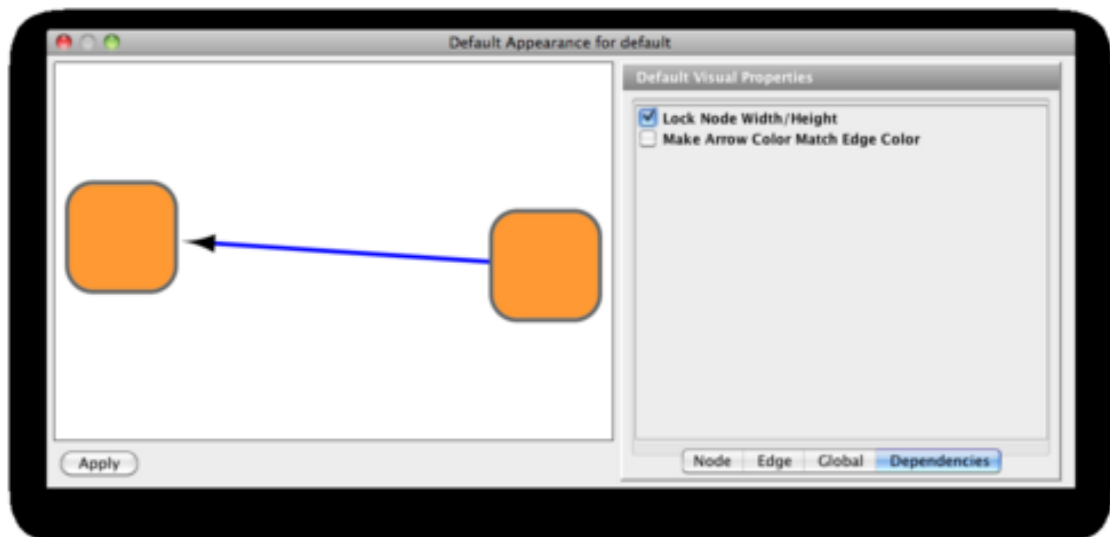 Default Appearance for default
Default Visual Properties
Lock Node Width/Height
Make Arrow Color Match Edge Color
Apply
Node Edge Global Dependencies